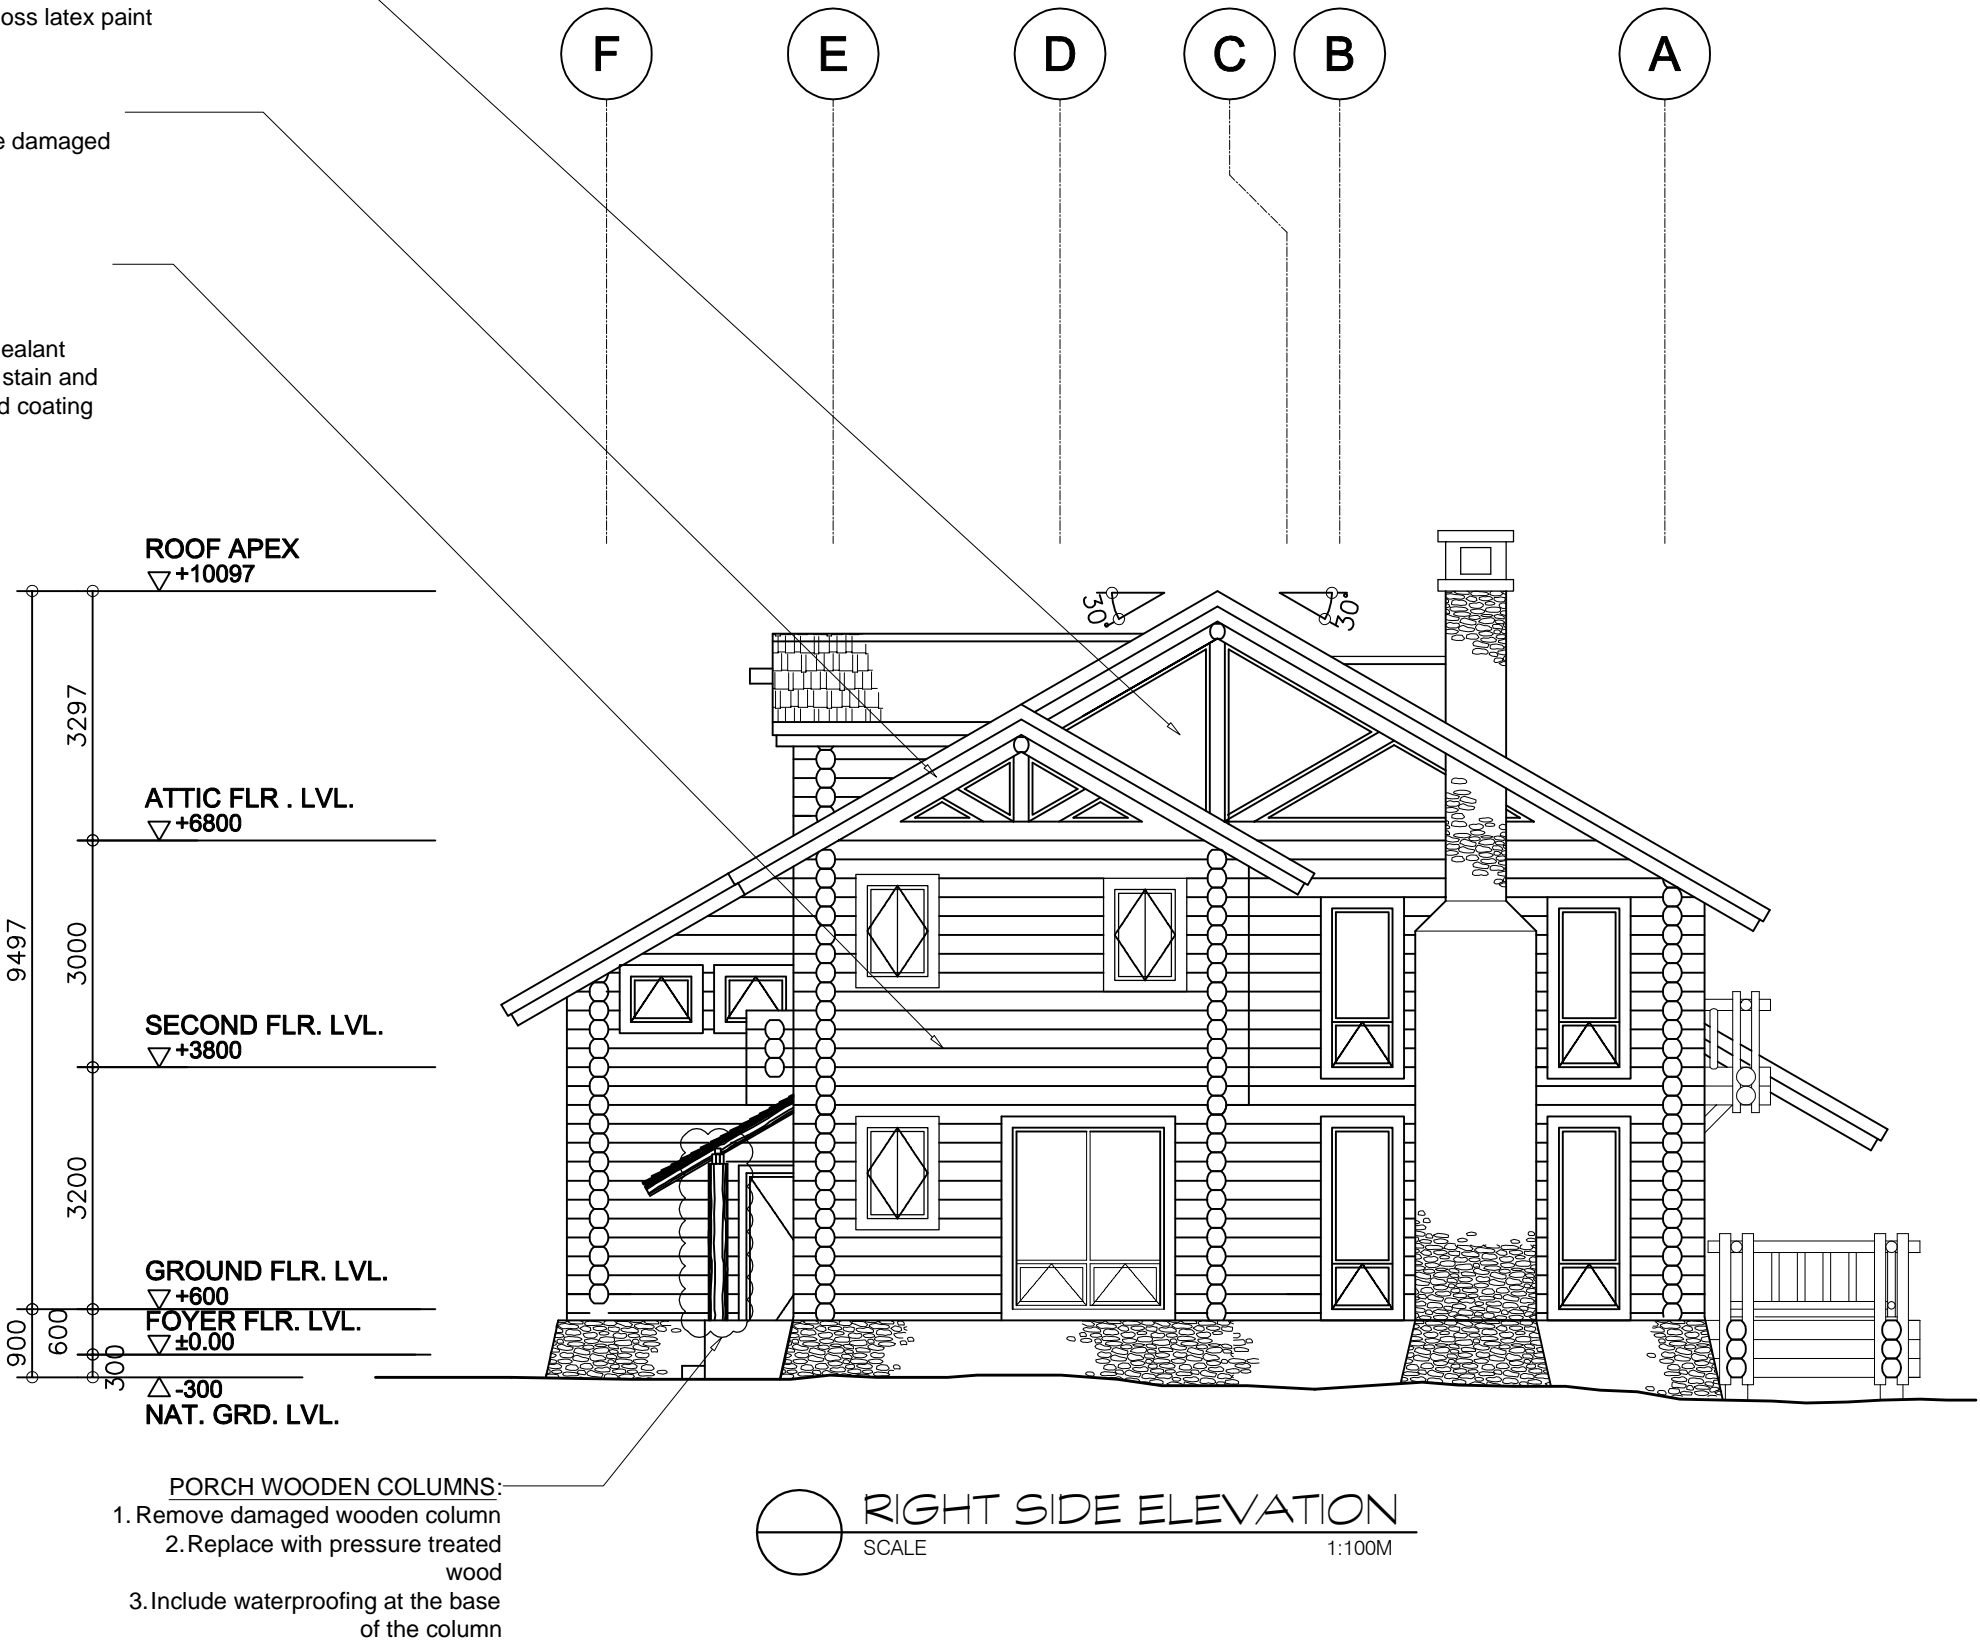 oss latex paint
F E D C B A
e damaged
ealant
stain and
d coating
ROOF APEX
+10097
30° 30°
3297
ATTIC FLR . LVL.
+6800
9497
3000
SECOND FLR. LVL.
+3800
3200
GROUND FLR. LVL.
+600
FOYER FLR. LVL.
±0.00
900
600
300
-300
NAT. GRD. LVL.
PORCH WOODEN COLUMNS:
1. Remove damaged wooden column
2. Replace with pressure treated
wood
3. Include waterproofing at the base
of the column
RIGHT SIDE ELEVATION
SCALE 1:100M